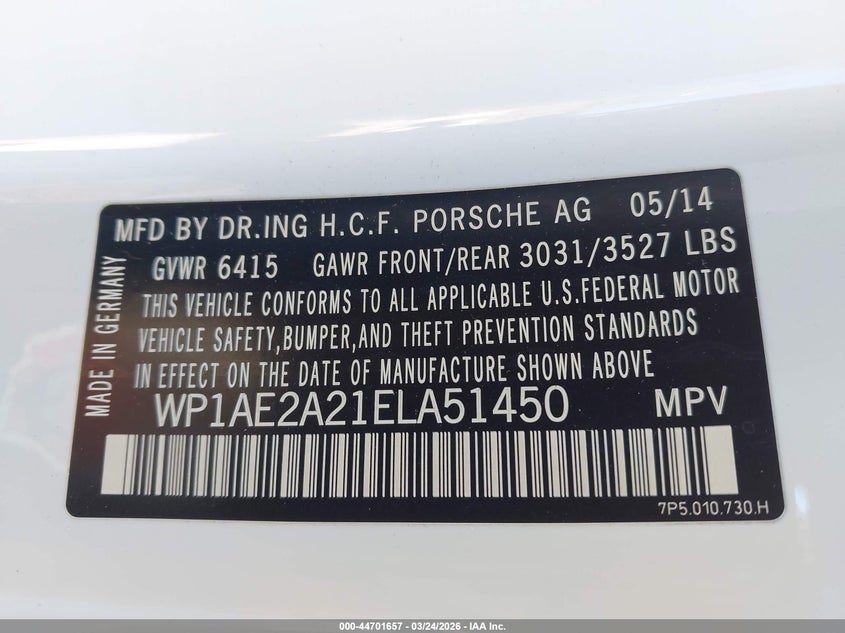 MFD BY DR.ING H.C.F. PORSCHE AG 05/14
GVWR 6415 GAWR FRONT/REAR 3031/3527 LBS
THIS VEHICLE CONFORMS TO ALL APPLICABLE U.S.FEDERAL MOTOR
VEHICLE SAFETY,BUMPER,AND THEFT PREVENTION STANDARDS
IN EFFECT ON THE DATE OF MANUFACTURE SHOWN ABOVE
WP1AE2A21ELA51450 MPV
MADE IN GERMANY
7P5.010.730.H
000-44701657 - 03/24/2026 - IAA Inc.